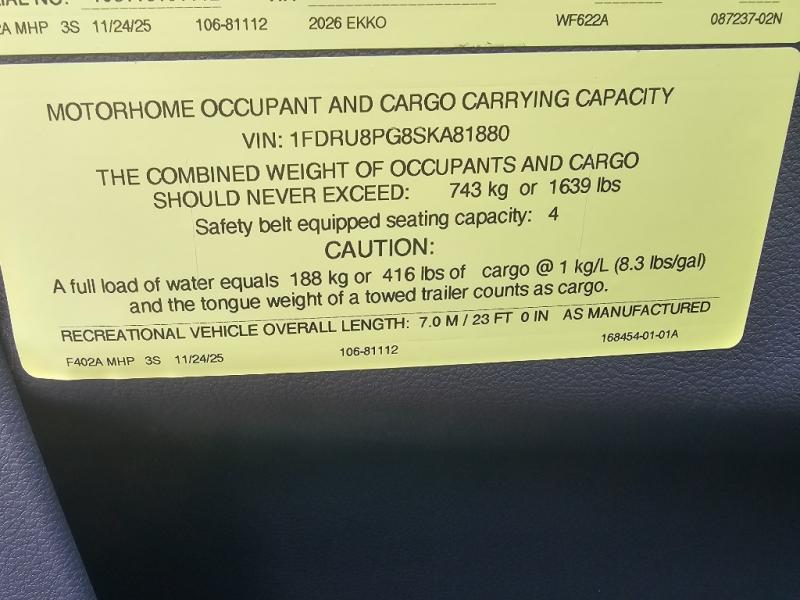 A MHP 3S 11/24/25 106-81112 2026 EKKO WF622A 087237-02N
MOTORHOME OCCUPANT AND CARGO CARRYING CAPACITY
VIN: 1FDRU8PG8SKA81880
THE COMBINED WEIGHT OF OCCUPANTS AND CARGO
SHOULD NEVER EXCEED: 743 kg or 1639 lbs
Safety belt equipped seating capacity: 4
CAUTION:
A full load of water equals 188 kg or 416 lbs of cargo @ 1 kg/L (8.3 lbs/gal)
and the tongue weight of a towed trailer counts as cargo.
RECREATIONAL VEHICLE OVERALL LENGTH: 7.0 M / 23 FT 0 IN AS MANUFACTURED
F402A MHP 3S 11/24/25 106-81112 168454-01-01A